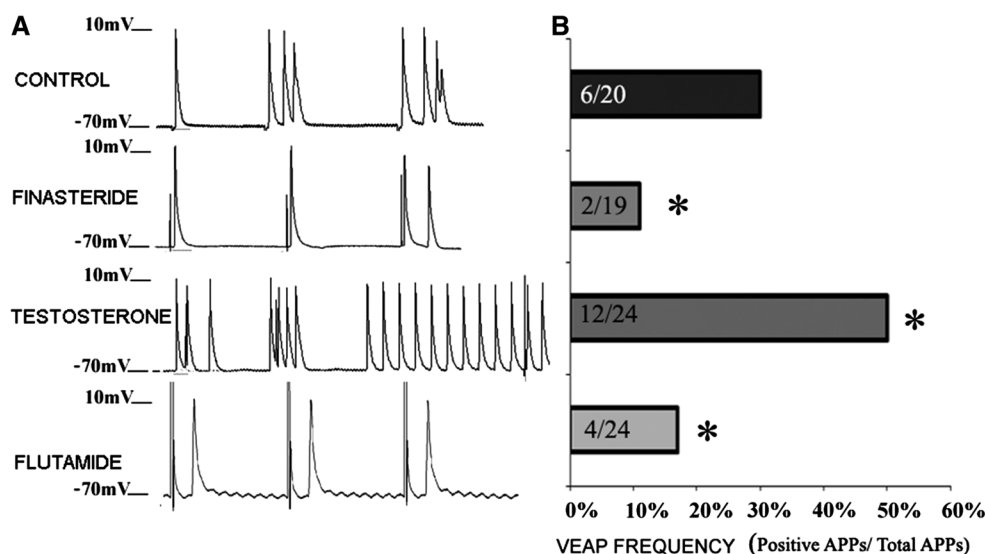 A
10mV
CONTROL
-70mV
10mV
FINASTERIDE
-70mV
10mV
TESTOSTERONE
-70mV
10mV
FLUTAMIDE
-70mV
B
6/20
2/19 *
12/24 *
4/24 *
0% 10% 20% 30% 40% 50% 60%
VEAP FREQUENCY (Positive APPs/ Total APPs)